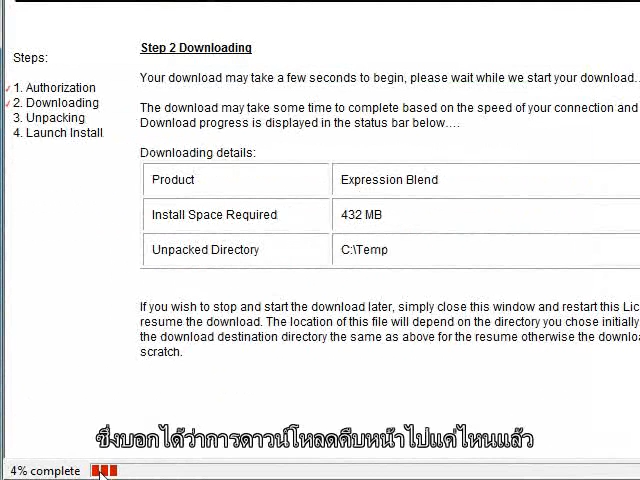 Steps:
1. Authorization
2. Downloading
3. Unpacking
4. Launch Install
Step 2 Downloading
Your download may take a few seconds to begin, please wait while we start your download...
The download may take some time to complete based on the speed of your connection and
Download progress is displayed in the status bar below....
Downloading details:
Product Expression Blend
Install Space Required 432 MB
Unpacked Directory C:\Temp
If you wish to stop and start the download later, simply close this window and restart this Lic
resume the download. The location of this file will depend on the directory you chose initially
the download destination directory the same as above for the resume otherwise the downlo
scratch.
ซึ่งบอกได้ว่าการดาวน์โหลดคืบหน้าไปแค่ไหนแล้ว
4% complete